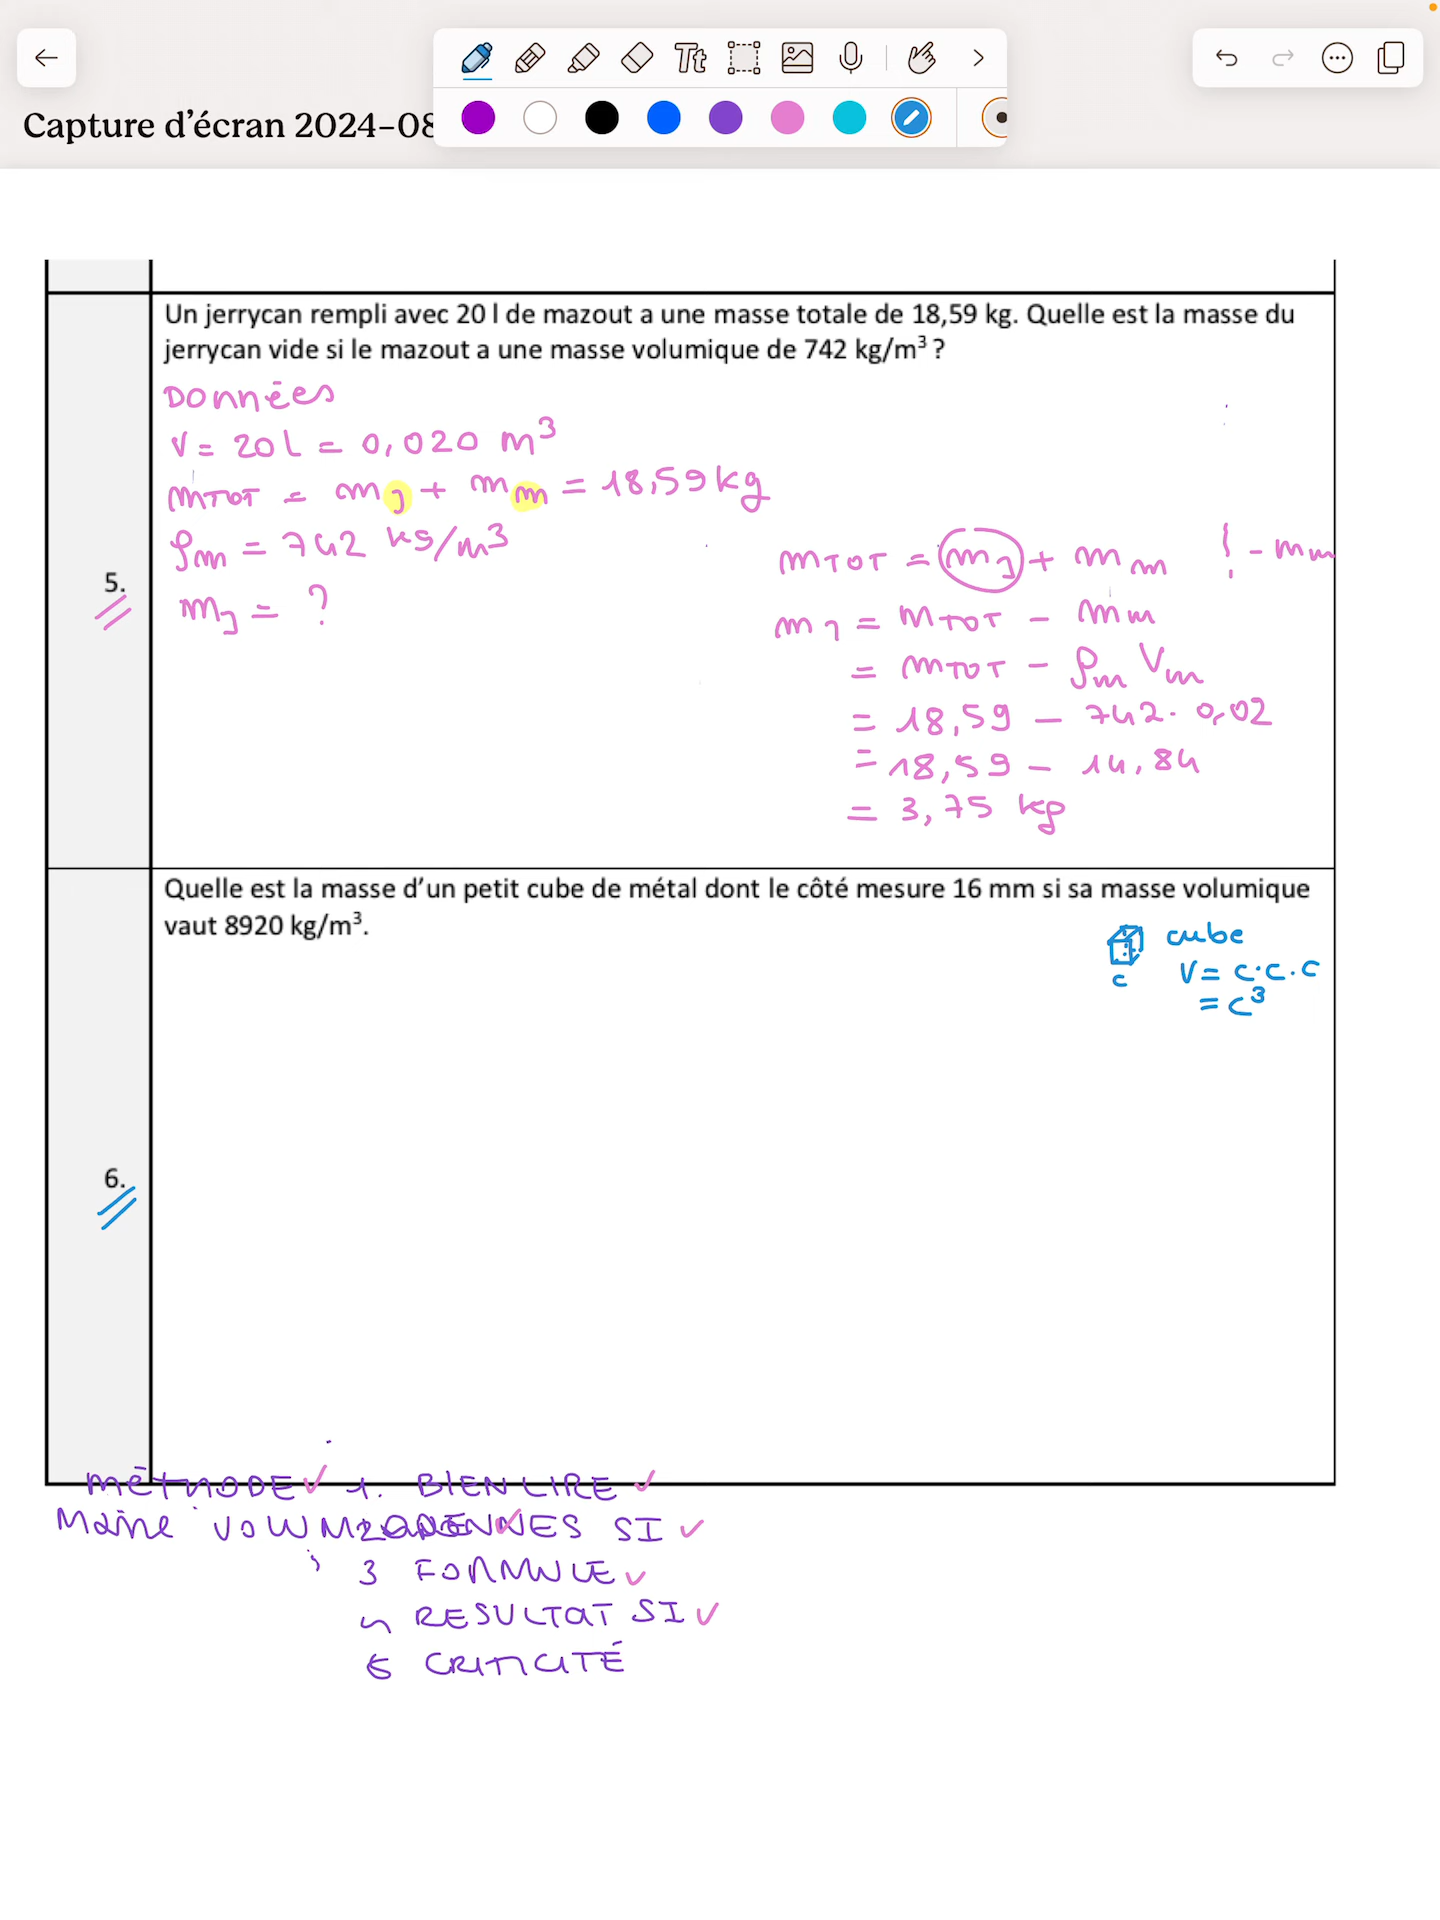 Capture d'écran 2024-08
Tt
Un jerrycan rempli avec 20 l de mazout a une masse totale de 18,59 kg. Quelle est la masse du
jerrycan vide si le mazout a une masse volumique de 742 kg/m³ ?
Données
V = 20 l = 0,020 m³
mTOT = mJ + mm = 18,59 kg
ρm = 742 kg/m³
mJ = ?
5.
mTOT = mJ + mm - mm
mJ = mTOT - mm
= mTOT - ρm Vm
= 18,59 - 742 · 0,02
= 18,59 - 14,84
= 3,75 kg
Quelle est la masse d'un petit cube de métal dont le côté mesure 16 mm si sa masse volumique
vaut 8920 kg/m³.
cube
c
V = c·c·c
= c³
6.
MÉTHODE ✓ 1. BIEN LIRE ✓
SI ✓
3 FORMULE ✓
4 RESULTAT SI ✓
5 CRITICITÉ